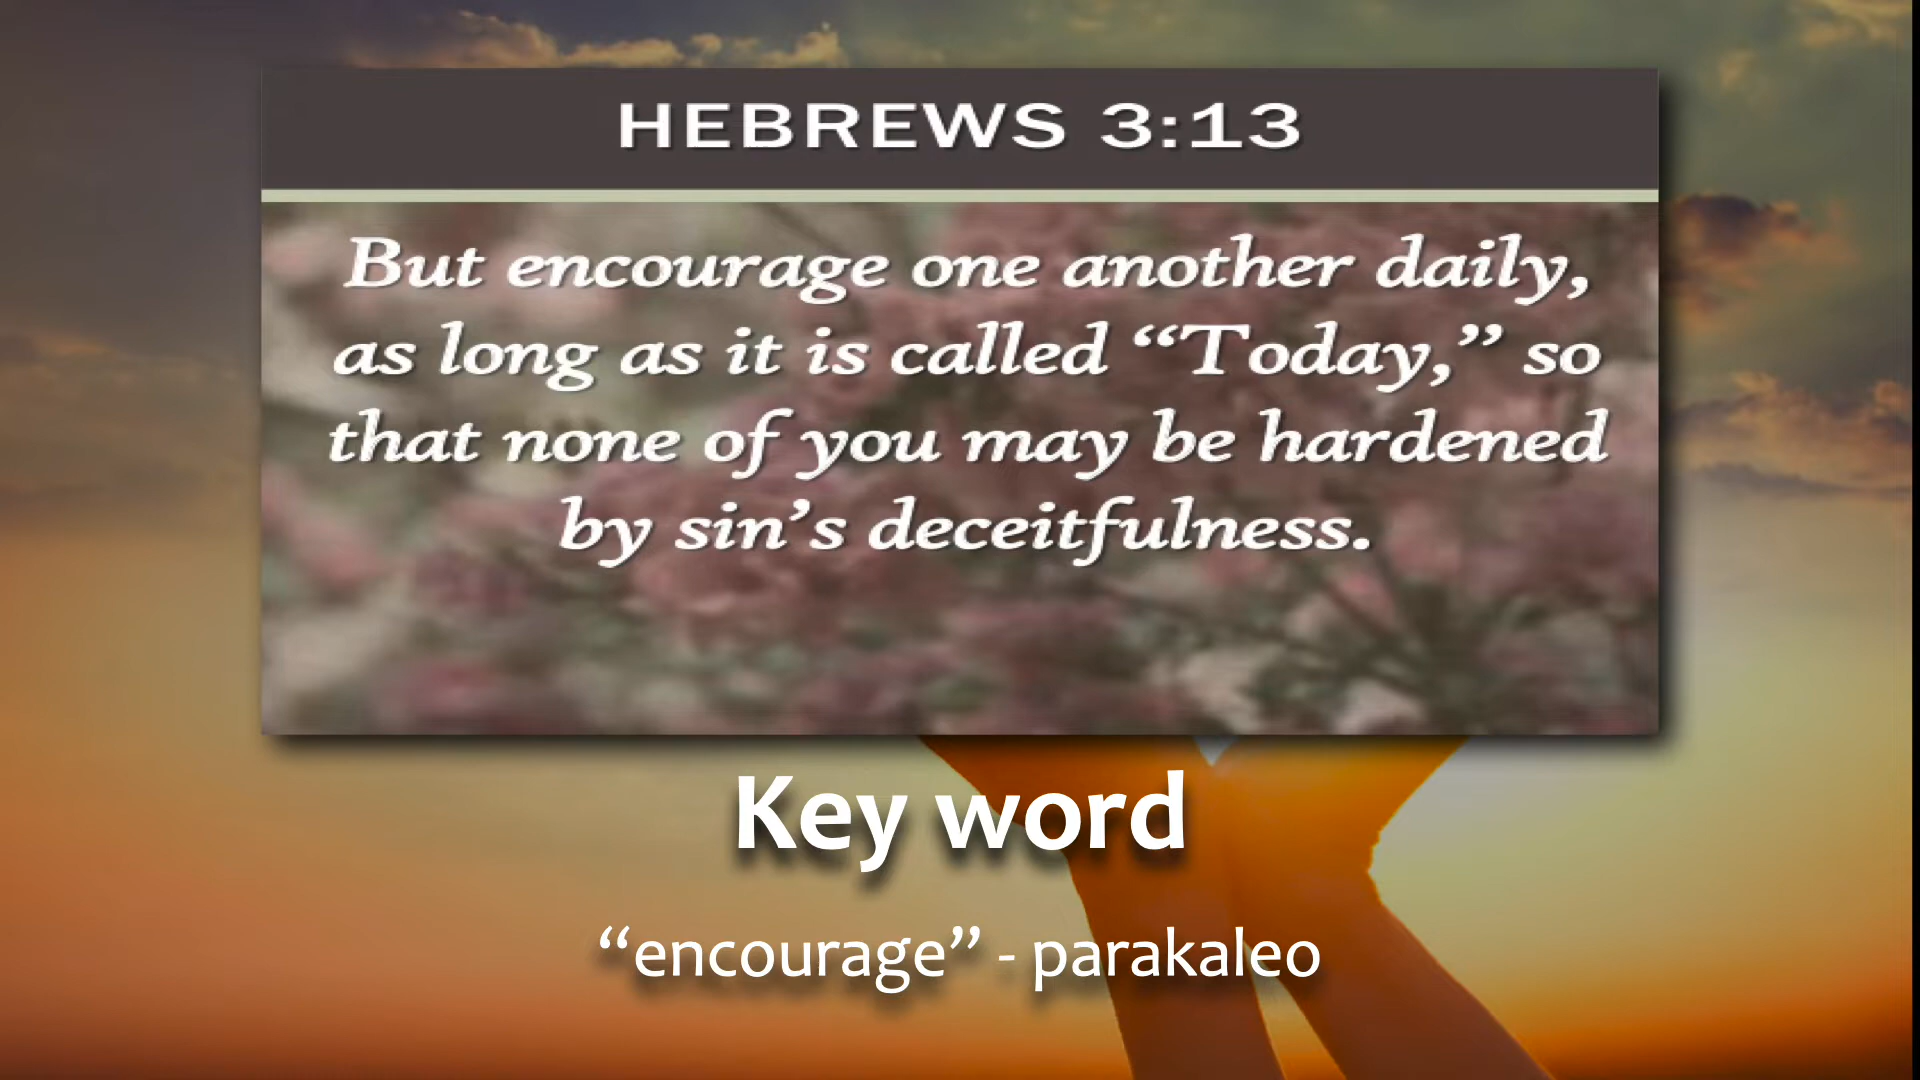 HEBREWS 3:13
But encourage one another daily,
as long as it is called “Today,” so
that none of you may be hardened
by sin’s deceitfulness.
Key word
“encourage” - parakaleo